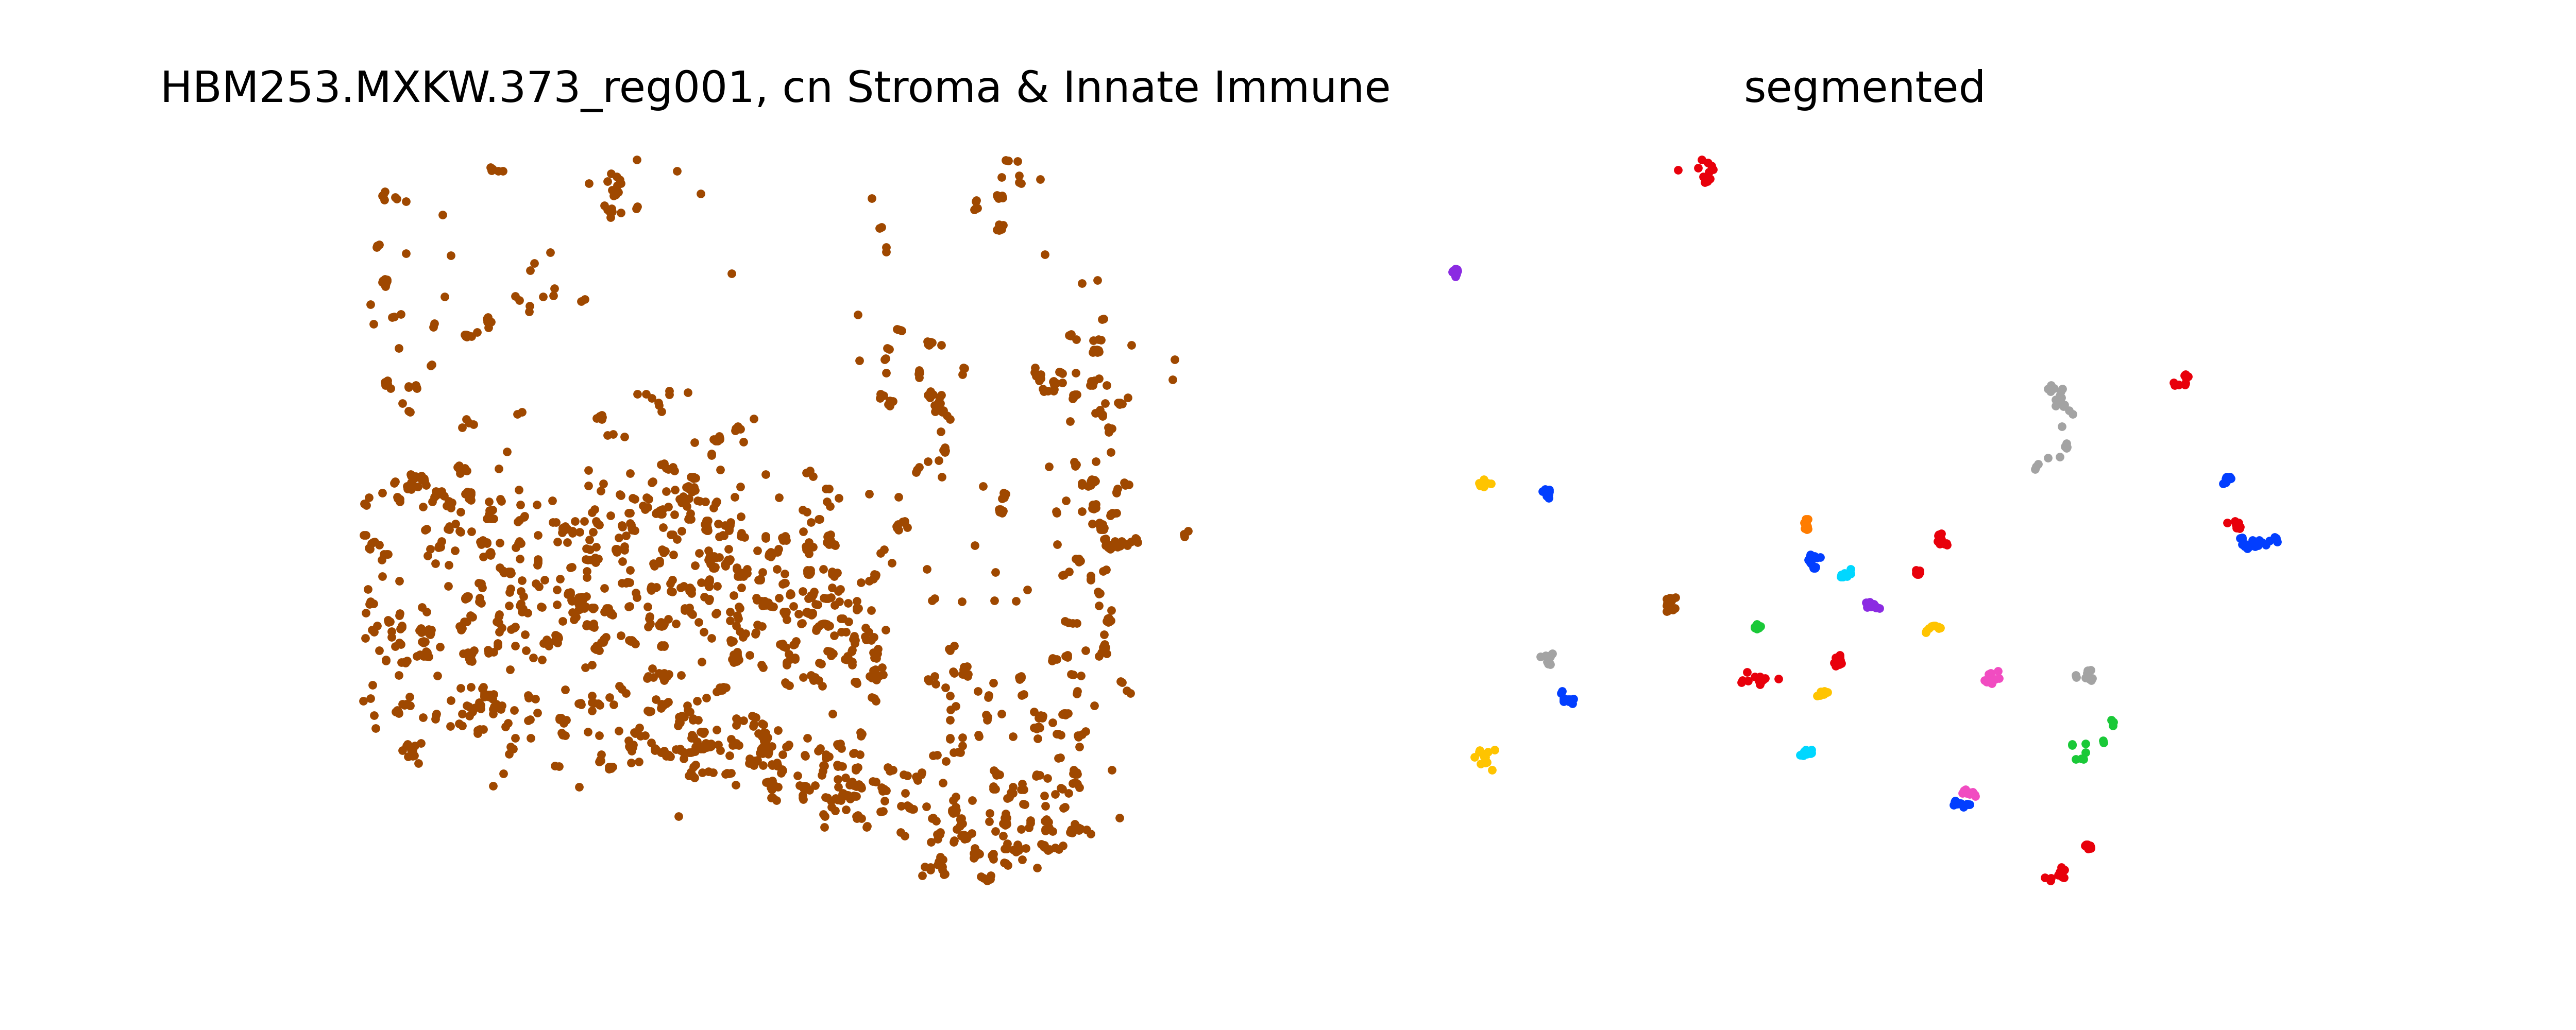 HBM253.MXKW.373_reg001, cn Stroma & Innate Immune
segmented